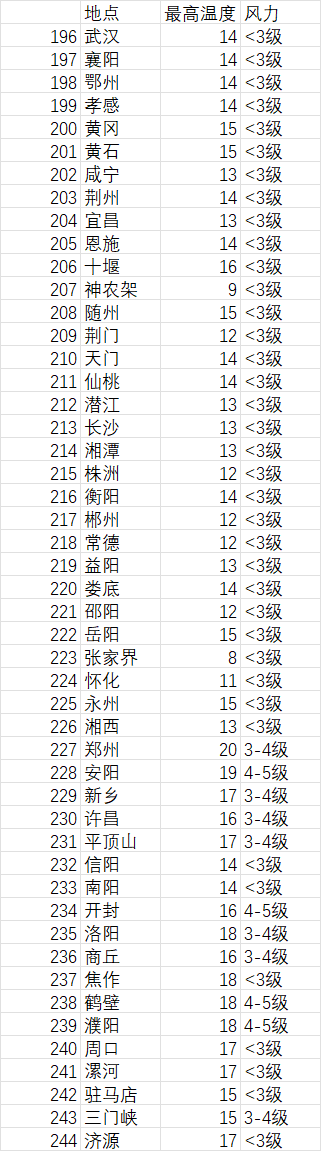 地点 最高温度 风力
196 武汉 14 <3级
197 襄阳 14 <3级
198 鄂州 14 <3级
199 孝感 14 <3级
200 黄冈 15 <3级
201 黄石 15 <3级
202 咸宁 13 <3级
203 荆州 14 <3级
204 宜昌 13 <3级
205 恩施 14 <3级
206 十堰 16 <3级
207 神农架 9 <3级
208 随州 15 <3级
209 荆门 12 <3级
210 天门 14 <3级
211 仙桃 14 <3级
212 潜江 13 <3级
213 长沙 13 <3级
214 湘潭 13 <3级
215 株洲 12 <3级
216 衡阳 14 <3级
217 郴州 12 <3级
218 常德 12 <3级
219 益阳 13 <3级
220 娄底 14 <3级
221 邵阳 12 <3级
222 岳阳 15 <3级
223 张家界 8 <3级
224 怀化 11 <3级
225 永州 15 <3级
226 湘西 13 <3级
227 郑州 20 3-4级
228 安阳 19 4-5级
229 新乡 17 3-4级
230 许昌 16 3-4级
231 平顶山 17 3-4级
232 信阳 14 <3级
233 南阳 14 <3级
234 开封 16 4-5级
235 洛阳 18 3-4级
236 商丘 16 3-4级
237 焦作 18 <3级
238 鹤壁 18 4-5级
239 濮阳 18 4-5级
240 周口 17 <3级
241 漯河 17 <3级
242 驻马店 15 <3级
243 三门峡 15 3-4级
244 济源 17 <3级